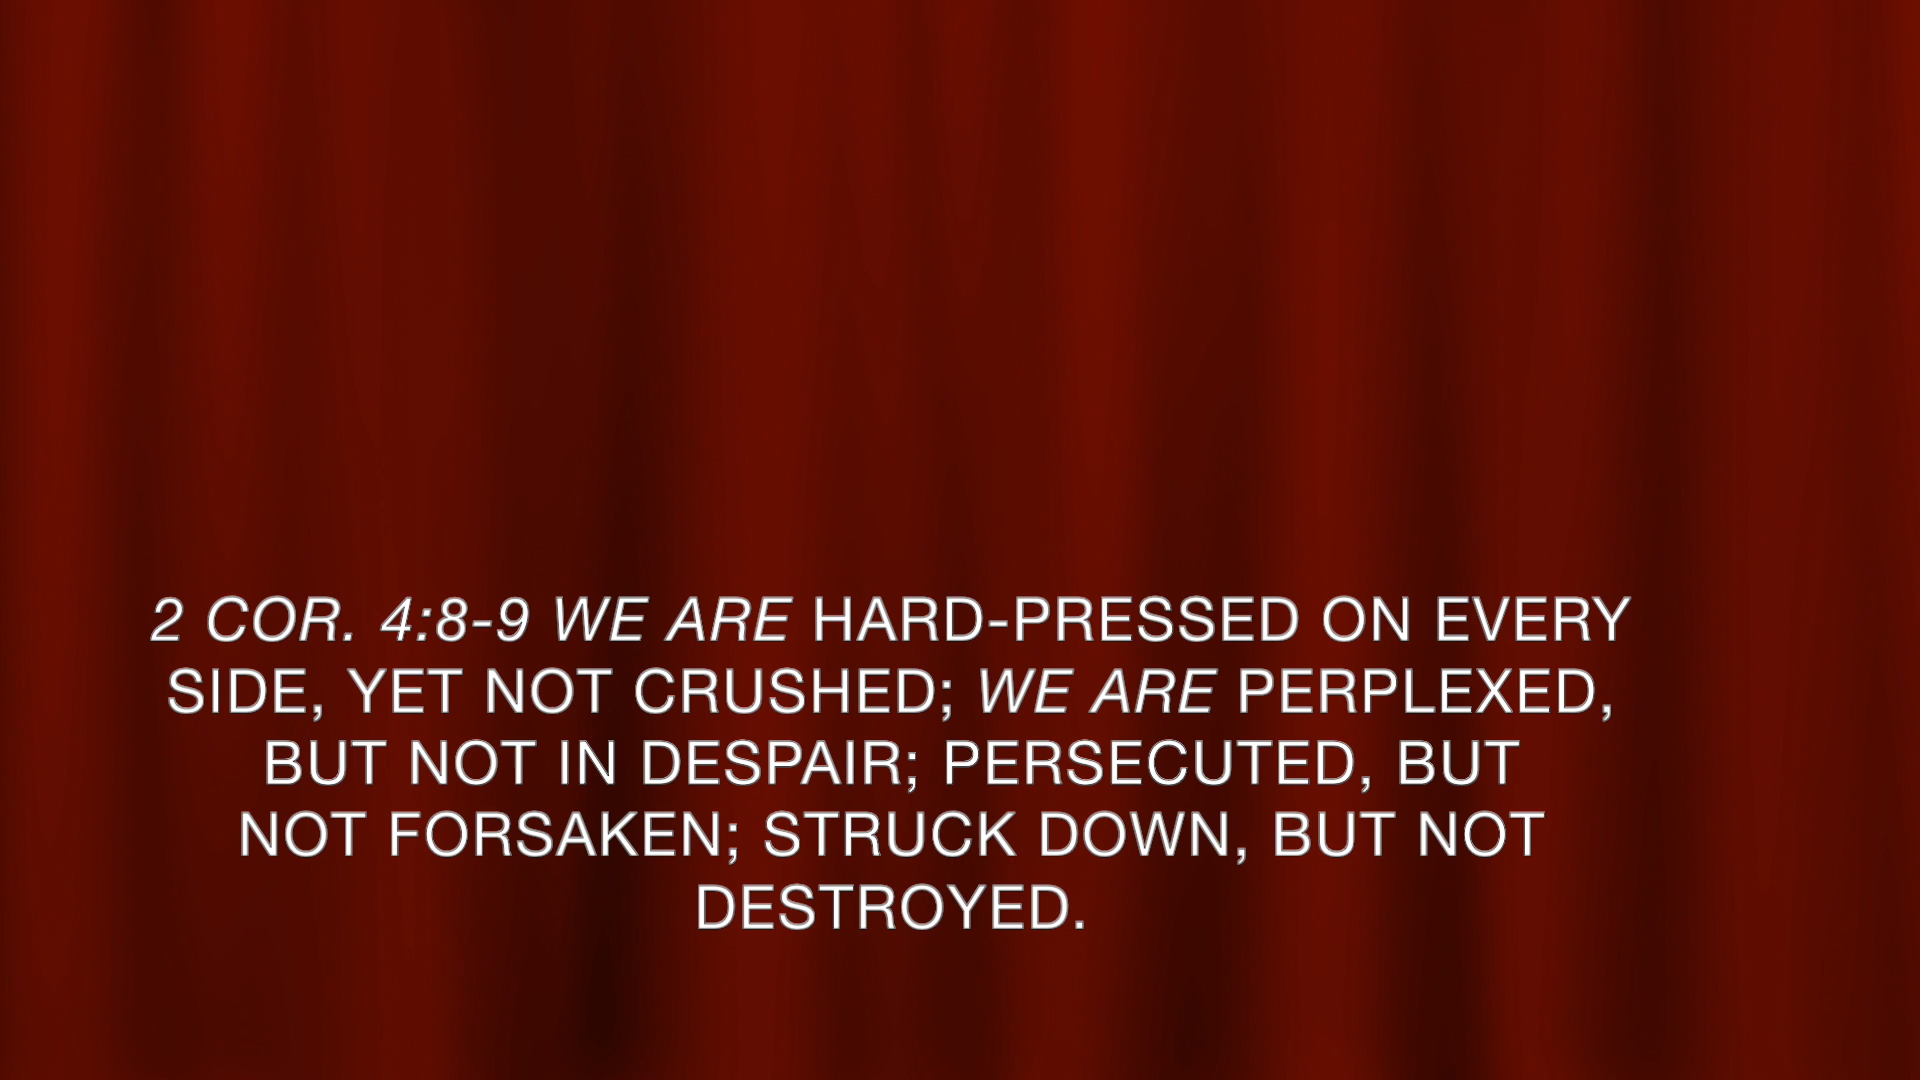 2 COR. 4:8-9 WE ARE HARD-PRESSED ON EVERY
SIDE, YET NOT CRUSHED; WE ARE PERPLEXED,
BUT NOT IN DESPAIR; PERSECUTED, BUT
NOT FORSAKEN; STRUCK DOWN, BUT NOT
DESTROYED.